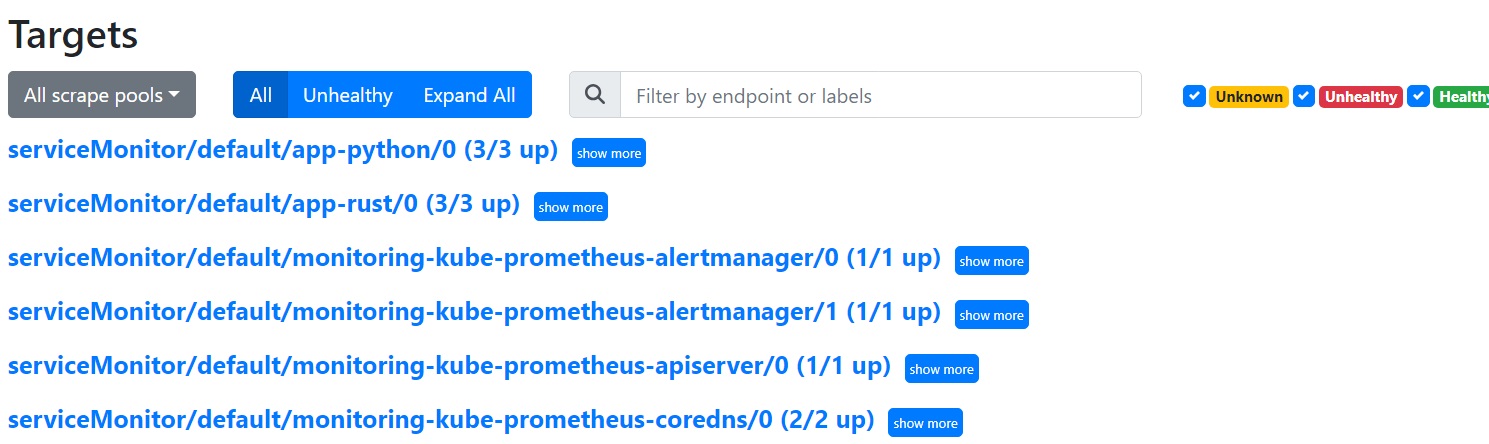 Targets
All scrape pools All Unhealthy Expand All Filter by endpoint or labels Unknown Unhealthy Healthy
serviceMonitor/default/app-python/0 (3/3 up) show more
serviceMonitor/default/app-rust/0 (3/3 up) show more
serviceMonitor/default/monitoring-kube-prometheus-alertmanager/0 (1/1 up) show more
serviceMonitor/default/monitoring-kube-prometheus-alertmanager/1 (1/1 up) show more
serviceMonitor/default/monitoring-kube-prometheus-apiserver/0 (1/1 up) show more
serviceMonitor/default/monitoring-kube-prometheus-coredns/0 (2/2 up) show more